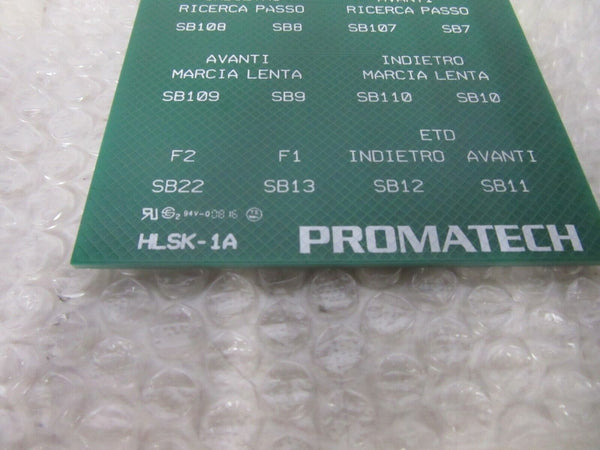 RICERCA PASSO RICERCA PASSO
SB108 SB8 SB107 SB7
AVANTI INDIETRO
MARCIA LENTA MARCIA LENTA
SB109 SB9 SB110 SB10
ETD
F2 F1 INDIETRO AVANTI
SB22 SB13 SB12 SB11
94V-0 0816
HLSK-1A PROMATECH